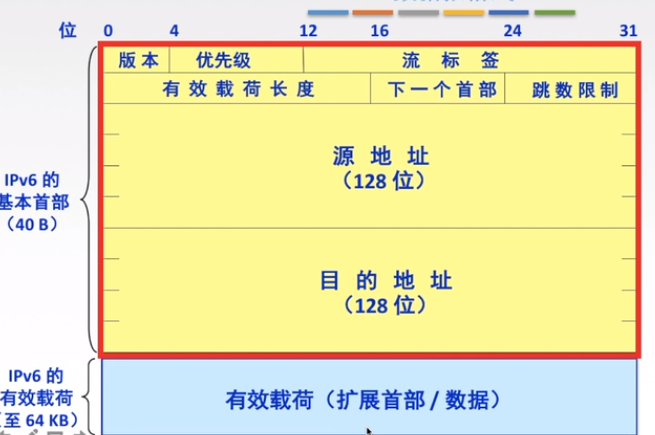 位 0 4 12 16 24 31
版本 优先级 流标签
有效载荷长度 下一个首部 跳数限制
源地址
（128 位）
IPv6 的
基本首部
（40 B）
目的地址
（128 位）
IPv6 的
有效载荷
至 64 KB）
有效载荷（扩展首部 / 数据）